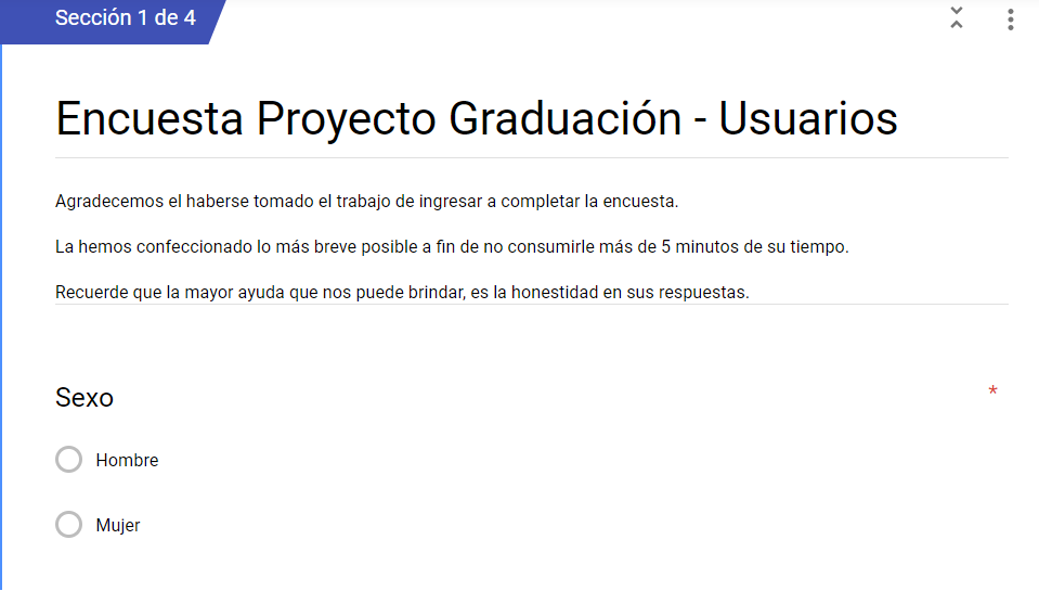 Sección 1 de 4
Encuesta Proyecto Graduación - Usuarios
Agradecemos el haberse tomado el trabajo de ingresar a completar la encuesta.
La hemos confeccionado lo más breve posible a fin de no consumirle más de 5 minutos de su tiempo.
Recuerde que la mayor ayuda que nos puede brindar, es la honestidad en sus respuestas.
Sexo *
Hombre
Mujer